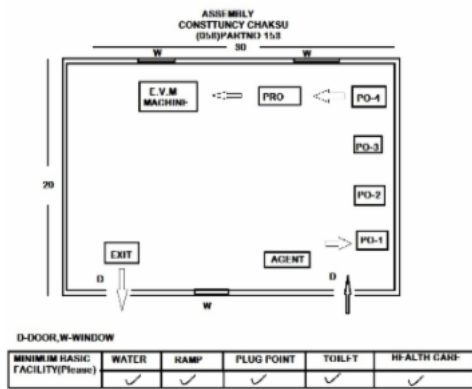 ASSEMBLY
CONSTTUNCY CHAKSU
(058)PARTNO 153
30
W W
E.V.M
MACHINE
PRO
PO-4
PO-3
20
PO-2
PO-1
EXIT
AGENT
D D
W
D-DOOR,W-WINDOW
MINIMUM BASIC FACILITY(Please) WATER RAMP PLUG POINT TOILET HEALTH CARE
✓ ✓ ✓ ✓ ✓